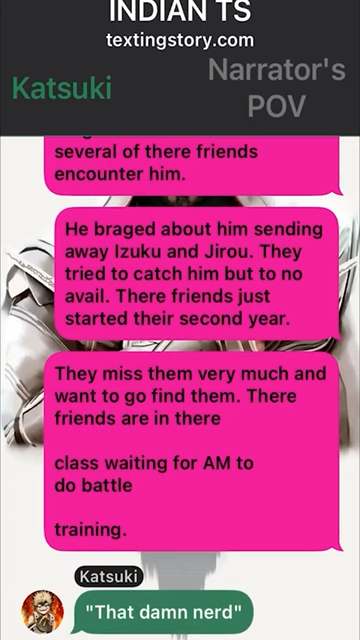 INDIAN TS
textingstory.com
Katsuki
Narrator's
POV
several of there friends
encounter him.
He braged about him sending
away Izuku and Jirou. They
tried to catch him but to no
avail. There friends just
started their second year.
They miss them very much and
want to go find them. There
friends are in there
class waiting for AM to
do battle
training.
Katsuki
"That damn nerd"